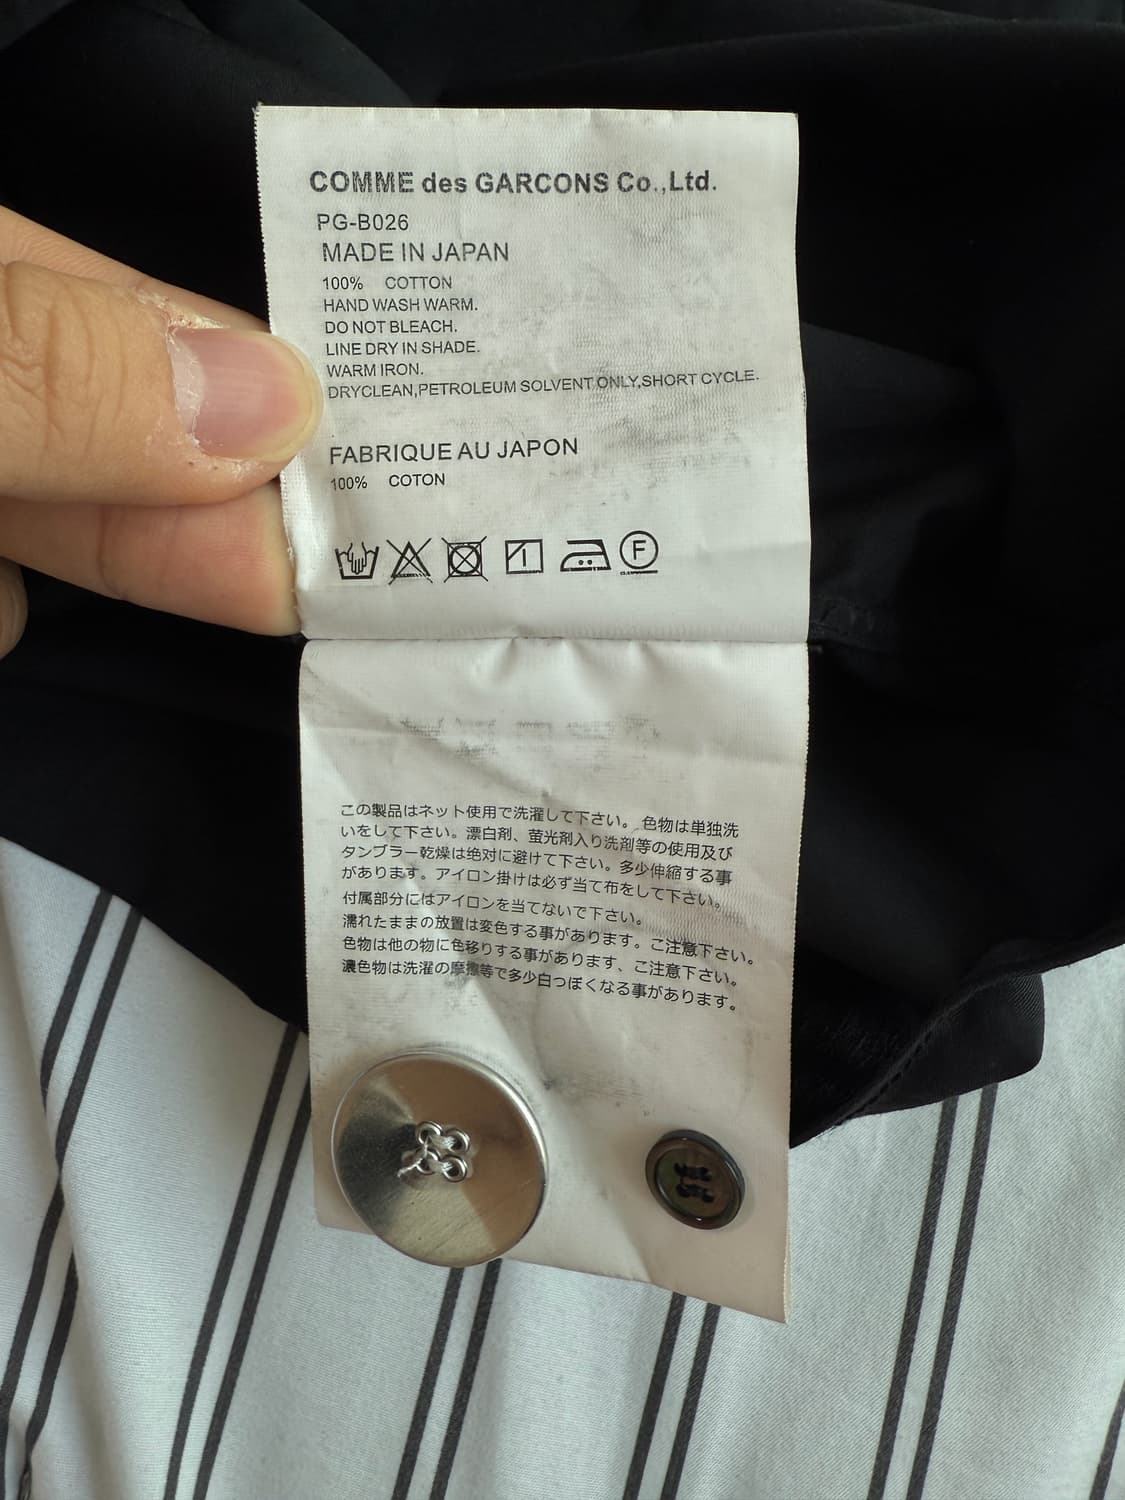 COMME des GARCONS Co.,Ltd.
PG-B026
MADE IN JAPAN
100% COTTON
HAND WASH WARM.
DO NOT BLEACH.
LINE DRY IN SHADE.
WARM IRON.
DRYCLEAN,PETROLEUM SOLVENT ONLY,SHORT CYCLE.
FABRIQUE AU JAPON
100% COTON
F
この製品はネット使用で洗濯して下さい。色物は単独洗
いをして下さい。漂白剤、蛍光剤入り洗剤等の使用及び
タンブラー乾燥は絶対に避けて下さい。多少伸縮する事
があります。アイロン掛けは必ず当て布をして下さい。
付属部分にはアイロンを当てないで下さい。
濡れたままの放置は変色する事があります。ご注意下さい。
色物は他の物に色移りする事があります、ご注意下さい。
濃色物は洗濯の摩擦等で多少白っぽくなる事があります。